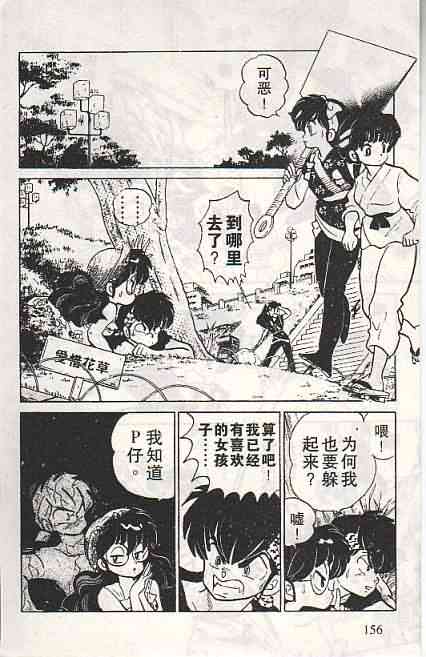 可恶！
到哪里
去了？
……
愛惜花草
喂！
为何我
也要躲
起来？
嘘！
算了吧！
我已经
有喜欢
的女孩
子……
我知道
P仔。
156